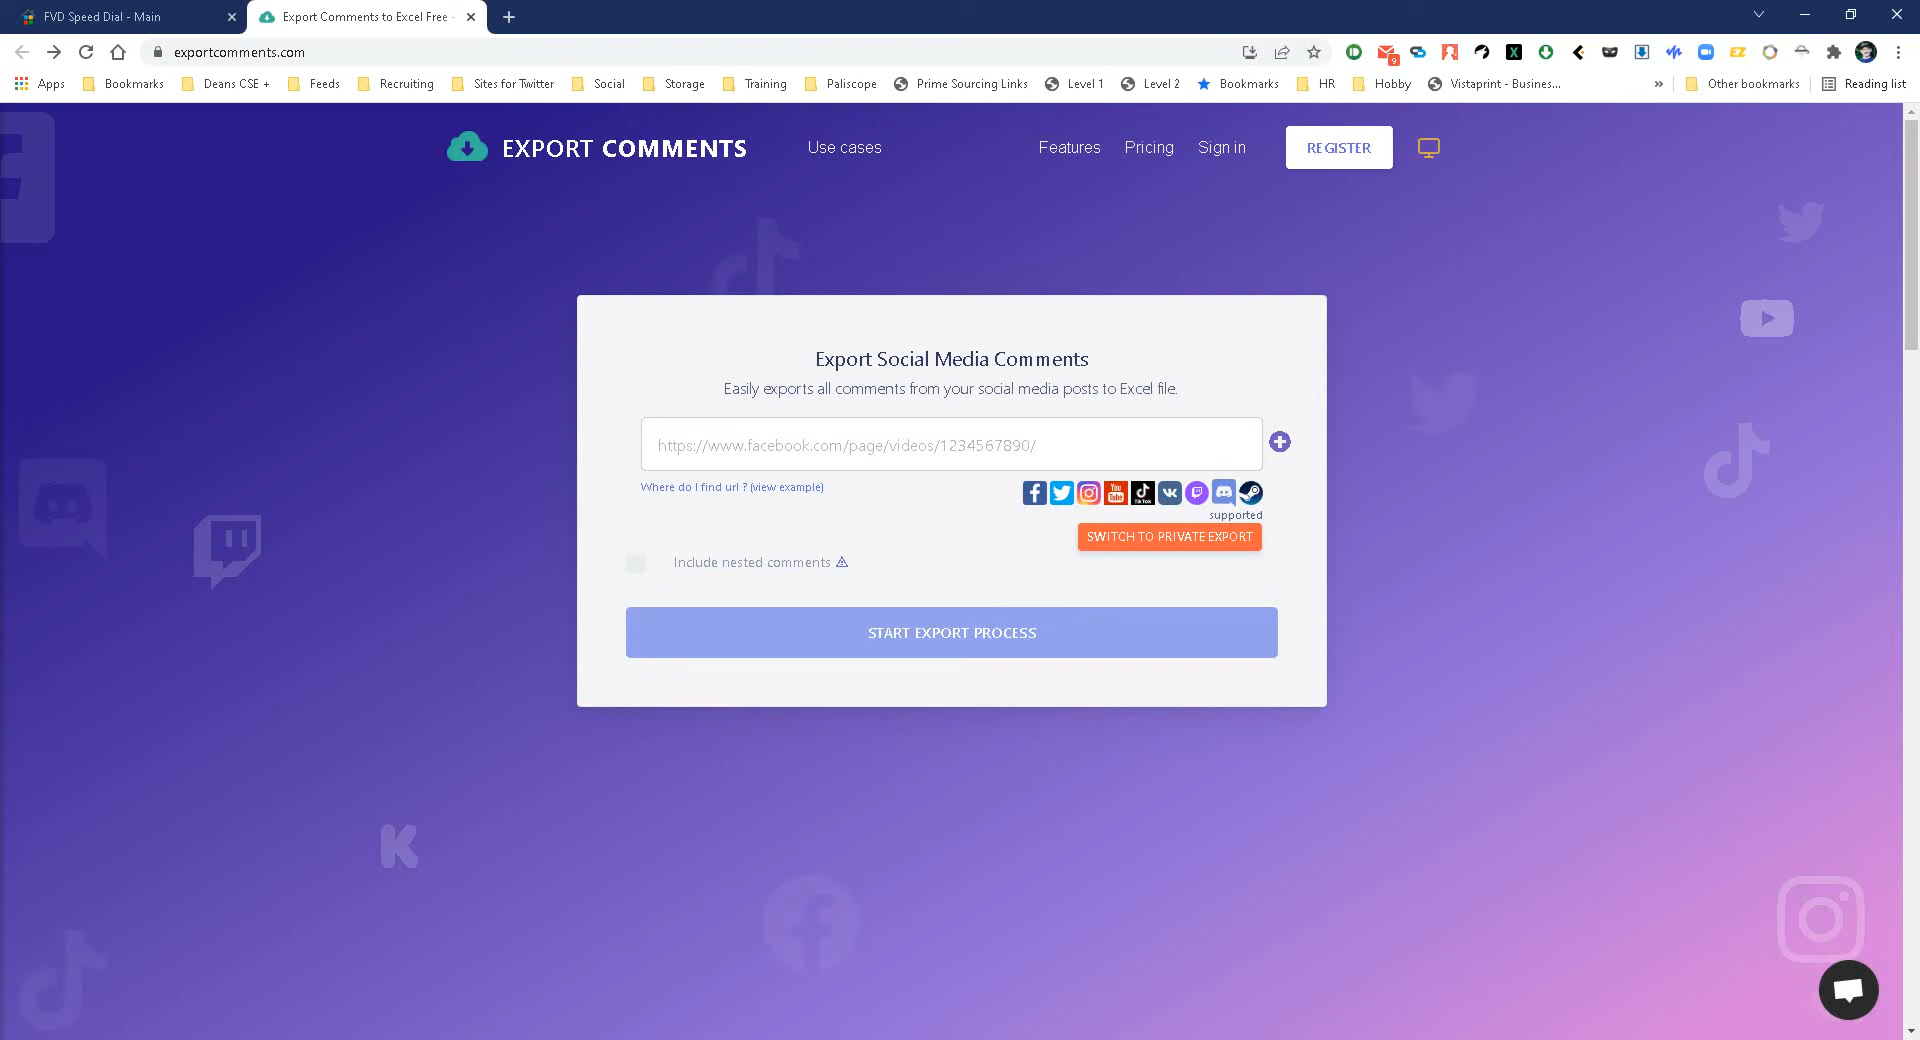 FVD Speed Dial - Main
Export Comments to Excel Free -
exportcomments.com
9
Apps
Bookmarks
Deans CSE +
Feeds
Recruiting
Sites for Twitter
Social
Storage
Training
Paliscope
Prime Sourcing Links
Level 1
Level 2
Bookmarks
HR
Hobby
Vistaprint - Busines...
»
Other bookmarks
Reading list
EXPORT COMMENTS
Use cases
Features
Pricing
Sign in
REGISTER
Export Social Media Comments
Easily exports all comments from your social media posts to Excel file.
https://www.facebook.com/page/videos/1234567890/
Where do I find url ? (view example)
You
Tube
TikTok
supported
SWITCH TO PRIVATE EXPORT
Include nested comments
START EXPORT PROCESS
K